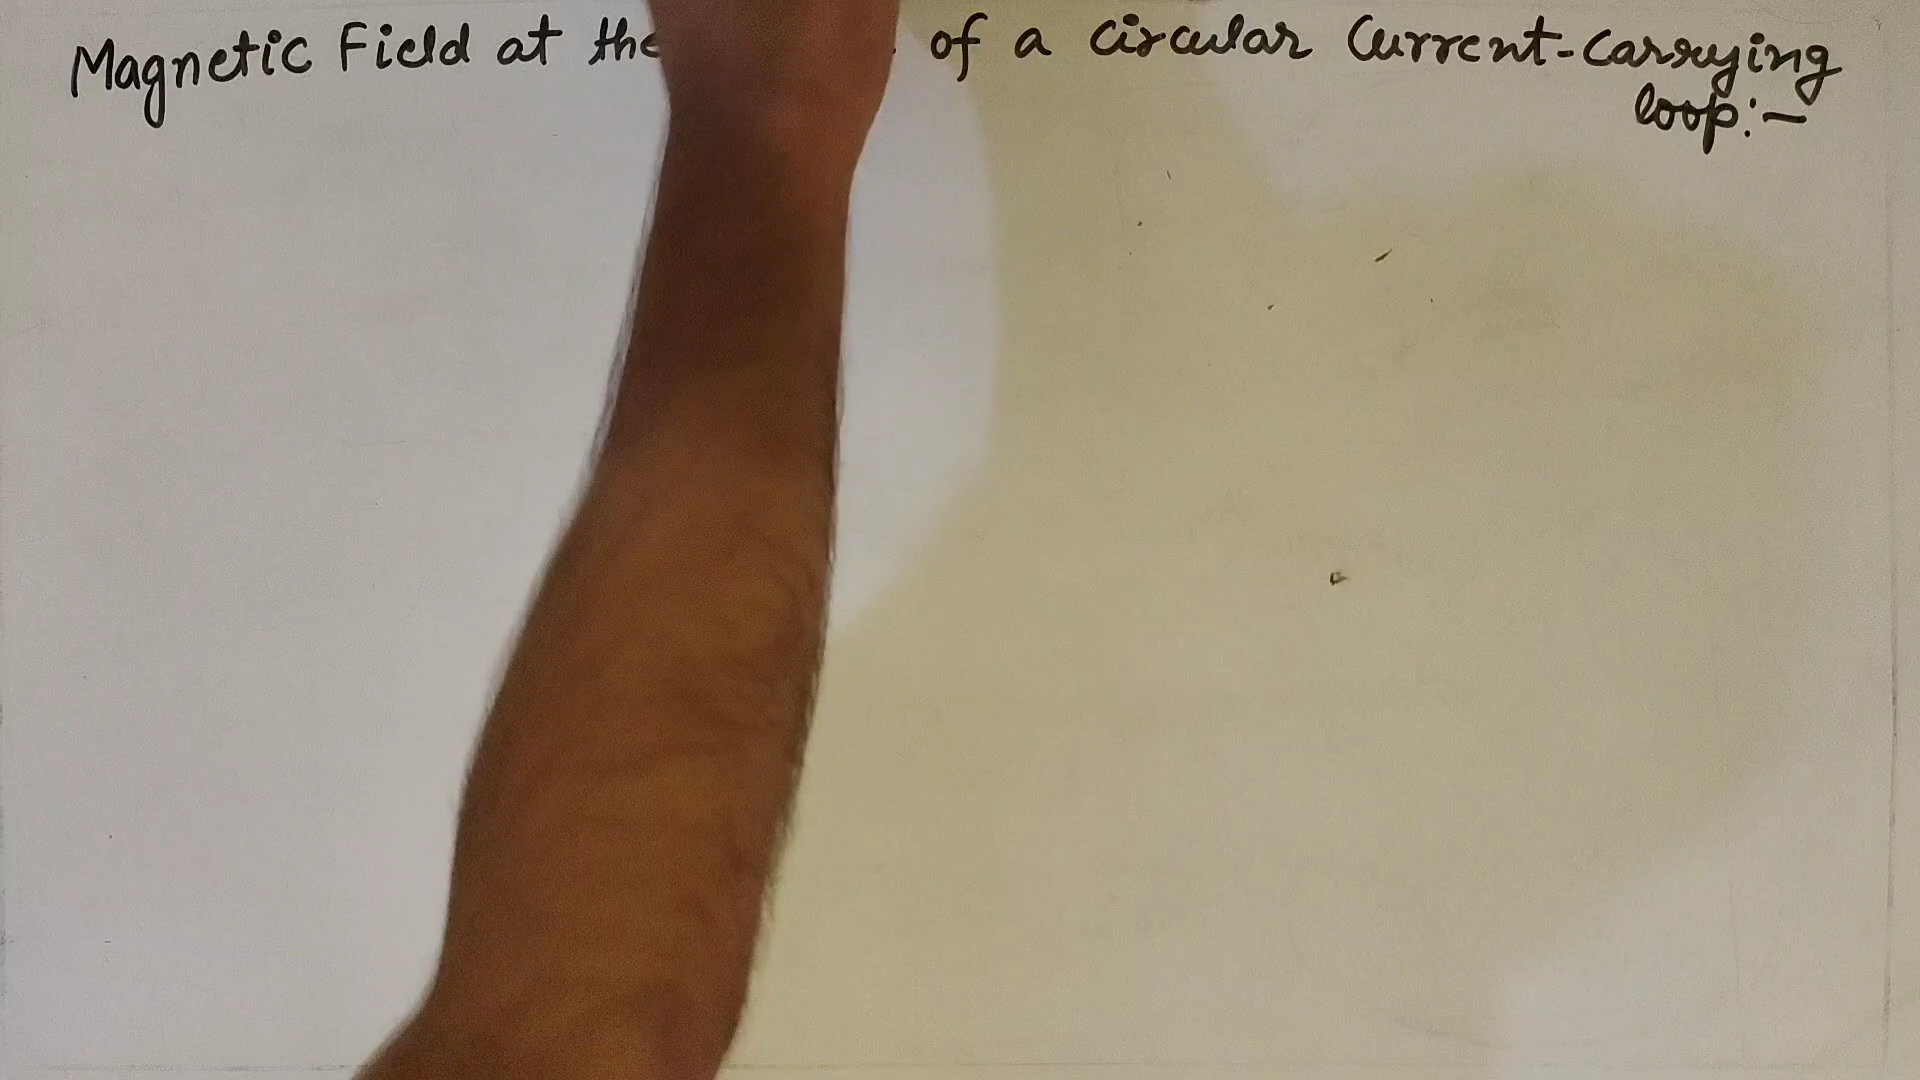 Magnetic Field at the of a circular Current-Carrying
loop:-